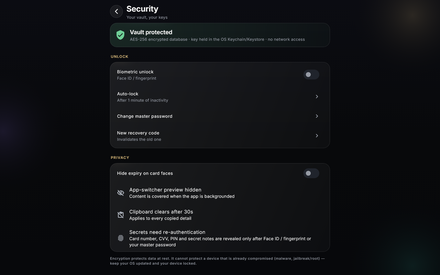 Security
Your vault, your keys
Vault protected
AES-256 encrypted database · key held in the OS Keychain/Keystore · no network access
UNLOCK
Biometric unlock
Face ID / fingerprint
Auto-lock
After 1 minute of inactivity
Change master password
New recovery code
Invalidates the old one
PRIVACY
Hide expiry on card faces
App-switcher preview hidden
Content is covered when the app is backgrounded
Clipboard clears after 30s
Applies to every copied detail
Secrets need re-authentication
Card number, CVV, PIN and secret notes are revealed only after Face ID / fingerprint or
your master password.
Encryption protects data at rest. It cannot protect a device that is already compromised (malware, jailbreak/root) —
keep your OS updated and your device locked.